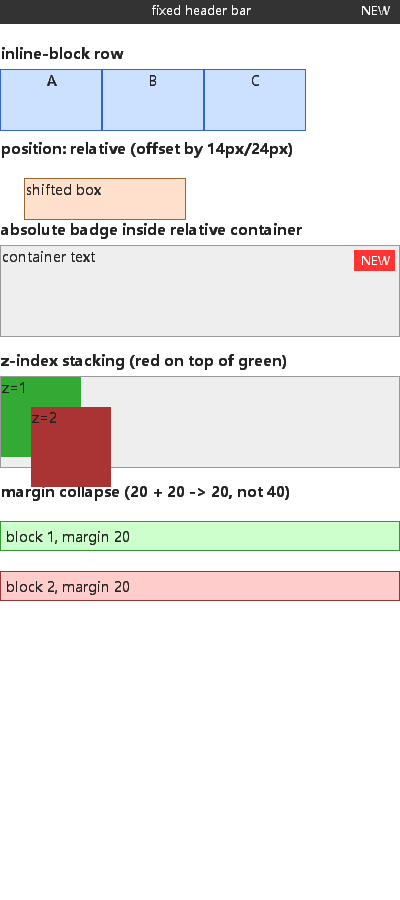 fixed header bar NEW
inline-block row
A B C
position: relative (offset by 14px/24px)
shifted box
absolute badge inside relative container
container text NEW
z-index stacking (red on top of green)
z=1
z=2
margin collapse (20 + 20 -> 20, not 40)
block 1, margin 20
block 2, margin 20